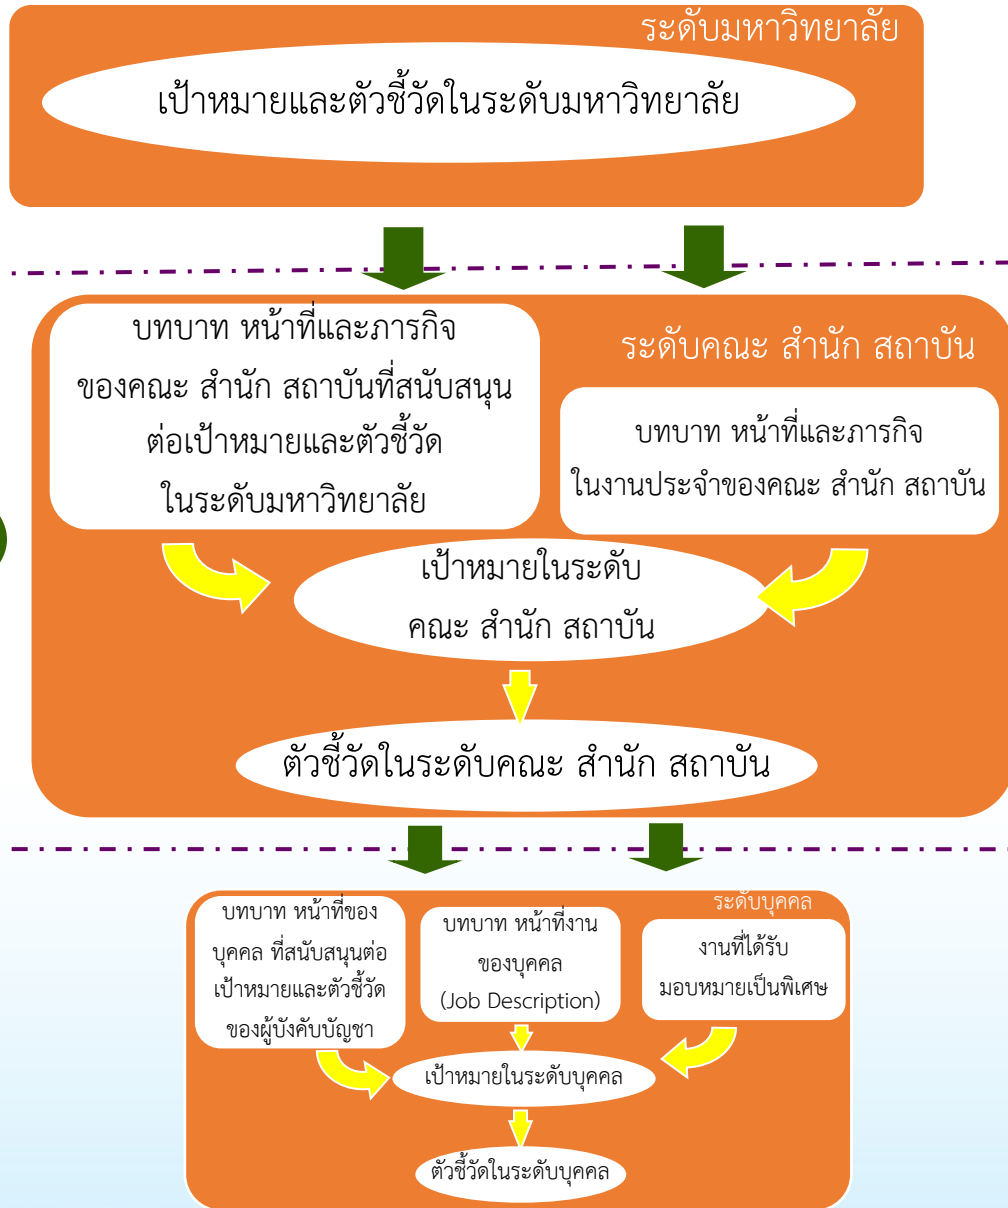 ระดับมหาวิทยาลัย
เป้าหมายและตัวชี้วัดในระดับมหาวิทยาลัย
บทบาท หน้าที่และภารกิจ
ของคณะ สำนัก สถาบันที่สนับสนุน
ต่อเป้าหมายและตัวชี้วัด
ในระดับมหาวิทยาลัย
ระดับคณะ สำนัก สถาบัน
บทบาท หน้าที่และภารกิจ
ในงานประจำของคณะ สำนัก สถาบัน
เป้าหมายในระดับ
คณะ สำนัก สถาบัน
ตัวชี้วัดในระดับคณะ สำนัก สถาบัน
ระดับบุคคล
บทบาท หน้าที่ของ
บุคคล ที่สนับสนุนต่อ
เป้าหมายและตัวชี้วัด
ของผู้บังคับบัญชา
บทบาท หน้าที่งาน
ของบุคคล
(Job Description)
งานที่ได้รับ
มอบหมายเป็นพิเศษ
เป้าหมายในระดับบุคคล
ตัวชี้วัดในระดับบุคคล